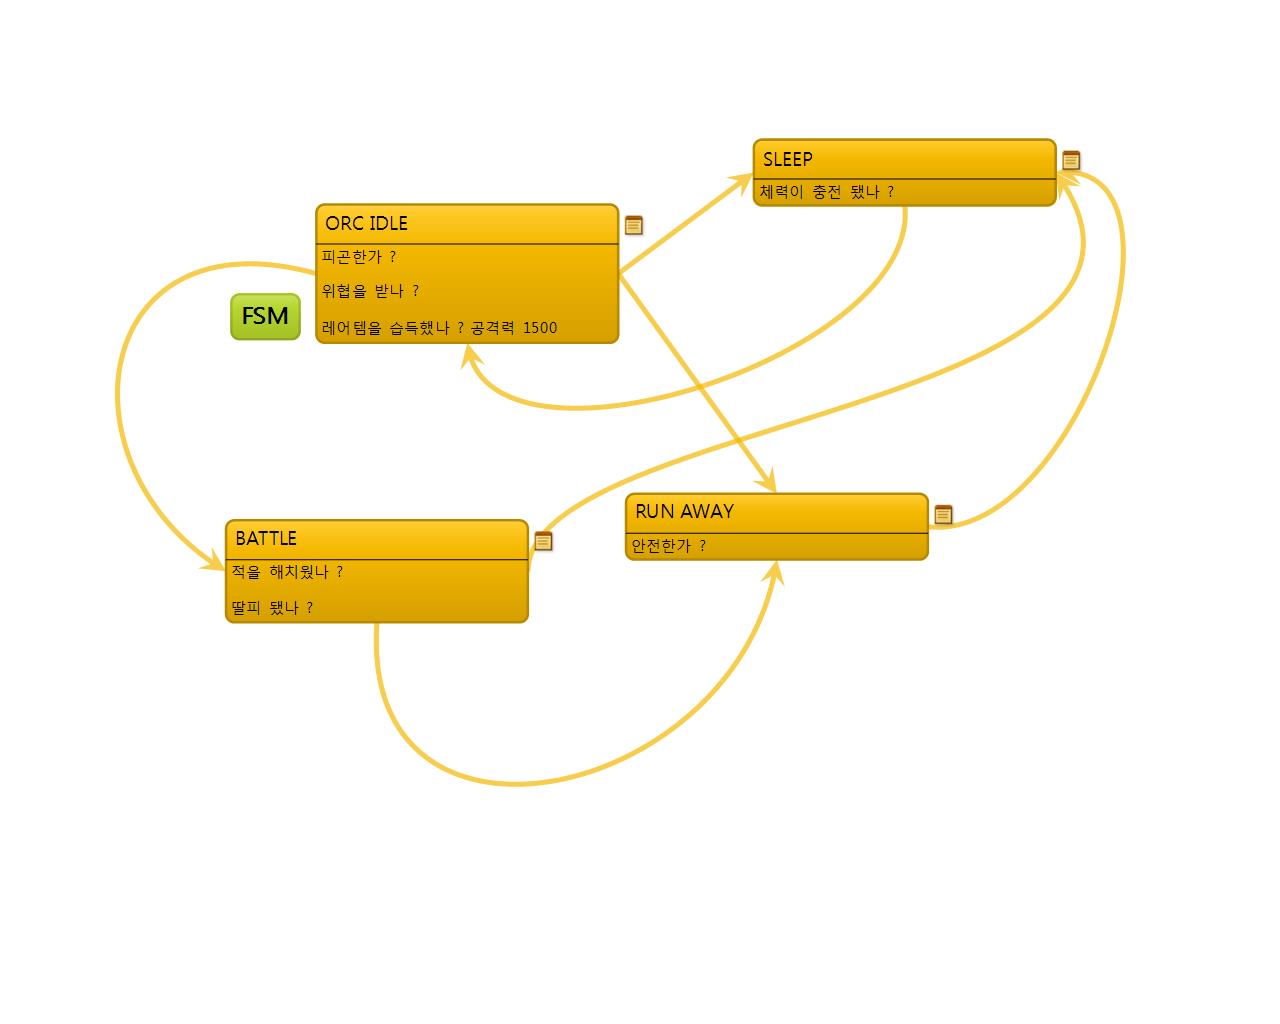 SLEEP
체력이 충전 됐나 ?
ORC IDLE
피곤한가 ?
위협을 받나 ?
레어템을 습득했나 ? 공격력 1500
FSM
RUN AWAY
안전한가 ?
BATTLE
적을 해치웠나 ?
딸피 됐나 ?